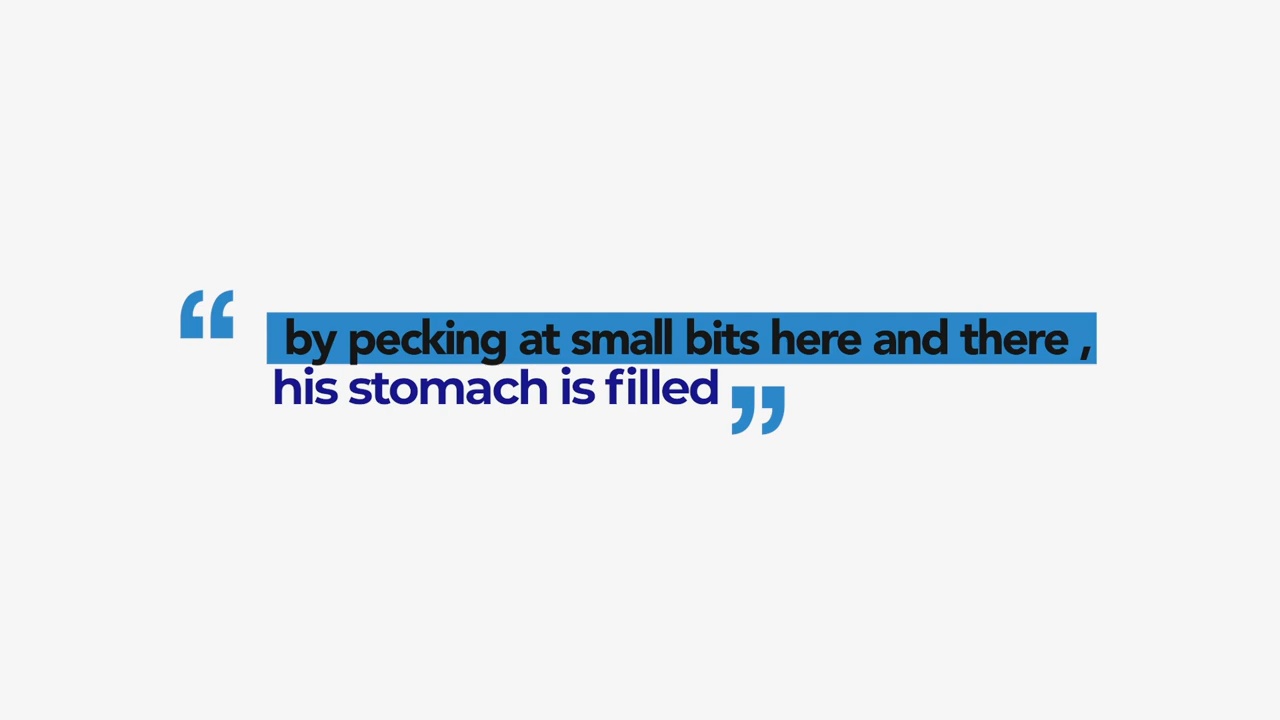 “ by pecking at small bits here and there ,
his stomach is filled ”